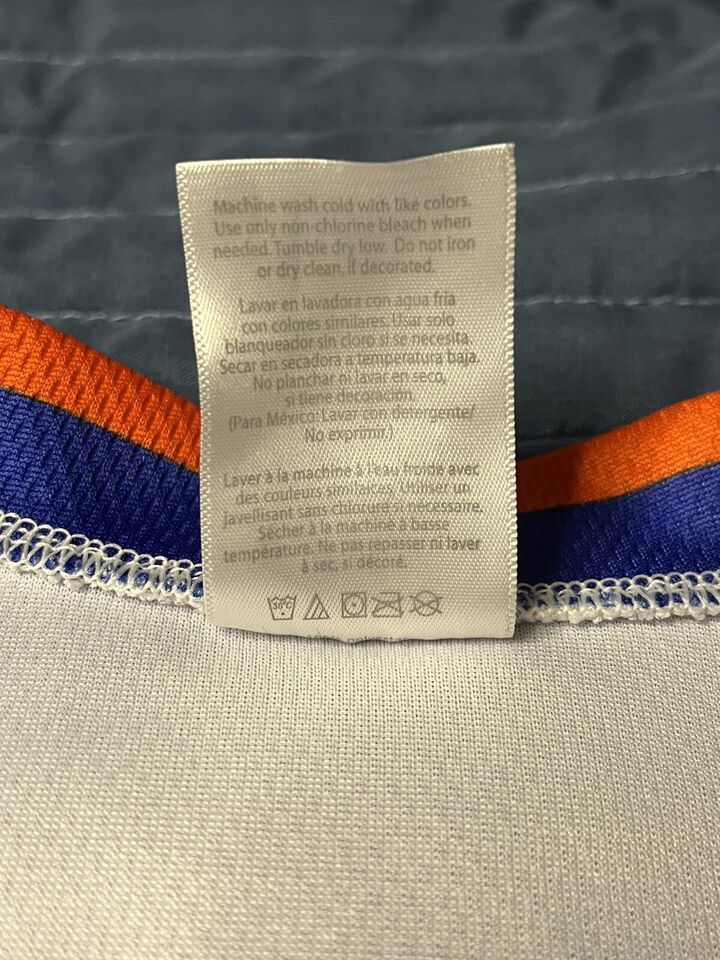 Machine wash cold with like colors.
Use only non-chlorine bleach when
needed. Tumble dry low. Do not iron
or dry clean, if decorated.
Lavar en lavadora con agua fria
con colores similares. Usar solo
blanqueador sin cloro si se necesita.
Secar en secadora a temperatura baja.
No planchar ni lavar en seco,
si tiene decoración.
(Para México: Lavar con detergente/
No exprimir.)
Laver à la machine à l'eau froide avec
des couleurs similaices. Utiliser un
javellisant sans chlorure si nécessaire.
Sécher à la machine à basse
température. Ne pas repasser ni laver
à sec, si décoré.
30°C